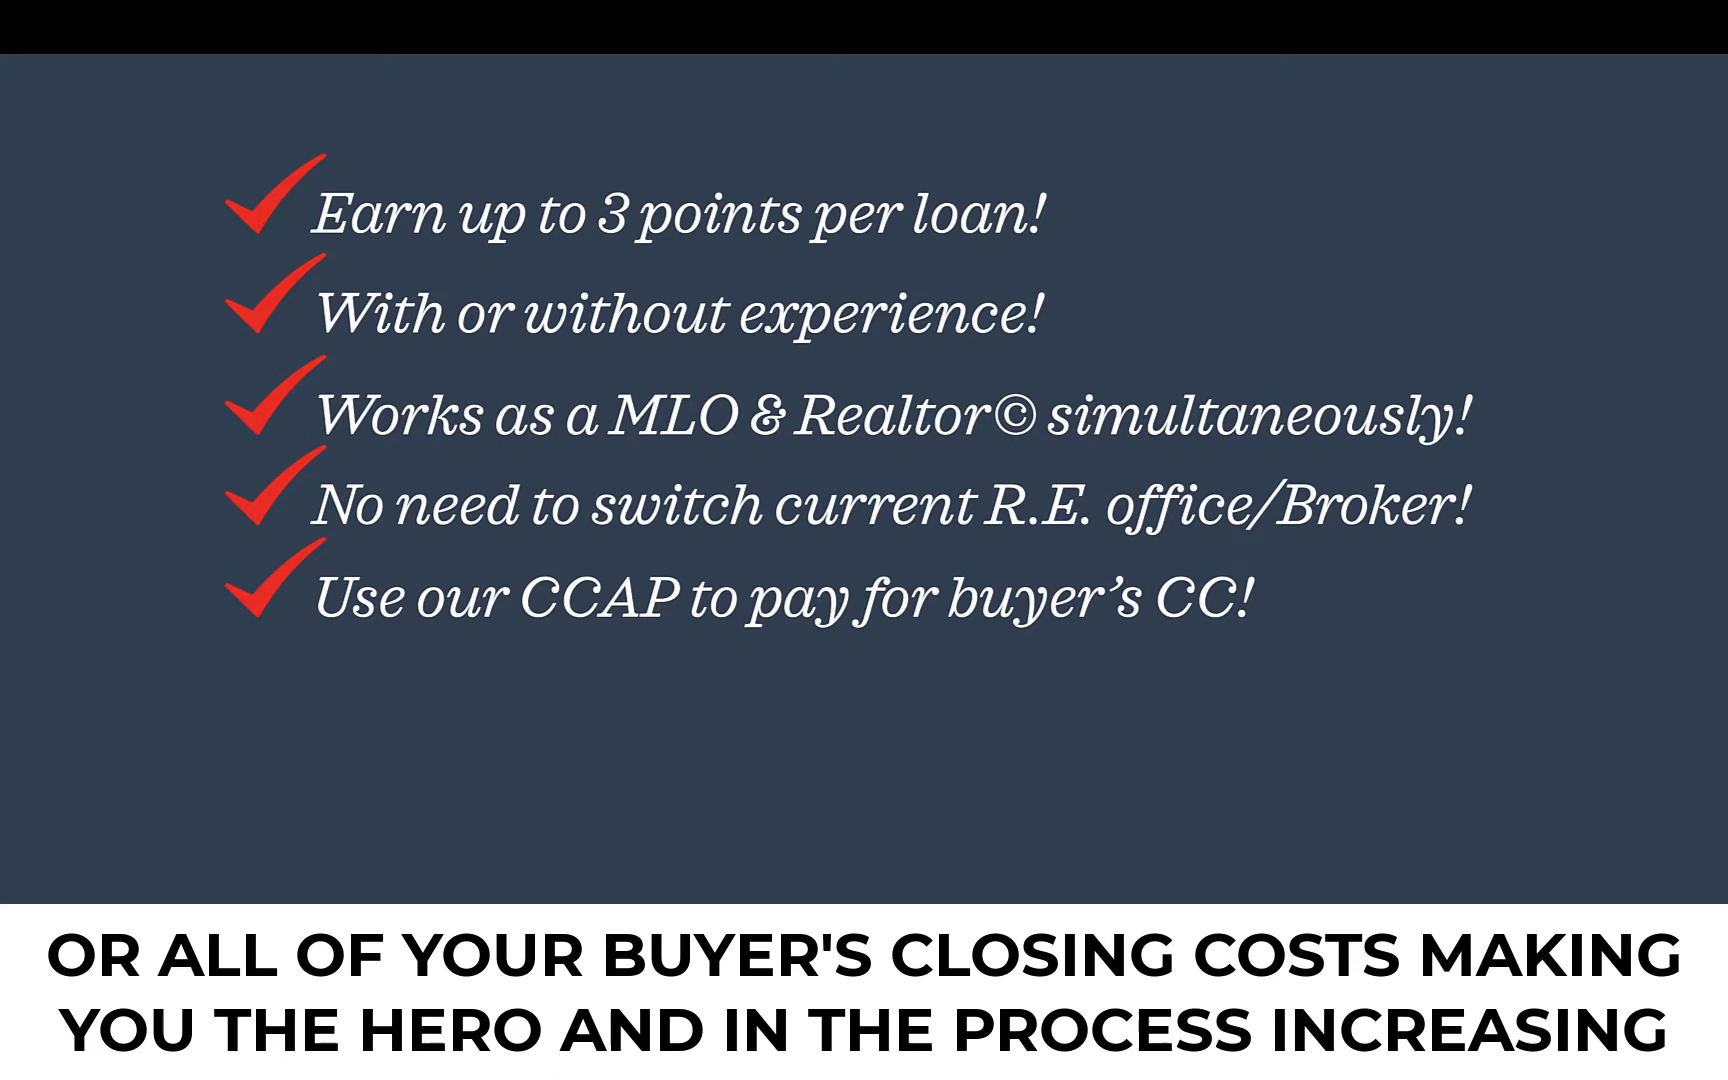 Earn up to 3 points per loan!
With or without experience!
Works as a MLO & Realtor© simultaneously!
No need to switch current R.E. office/Broker!
Use our CCAP to pay for buyer’s CC!
OR ALL OF YOUR BUYER'S CLOSING COSTS MAKING
YOU THE HERO AND IN THE PROCESS INCREASING